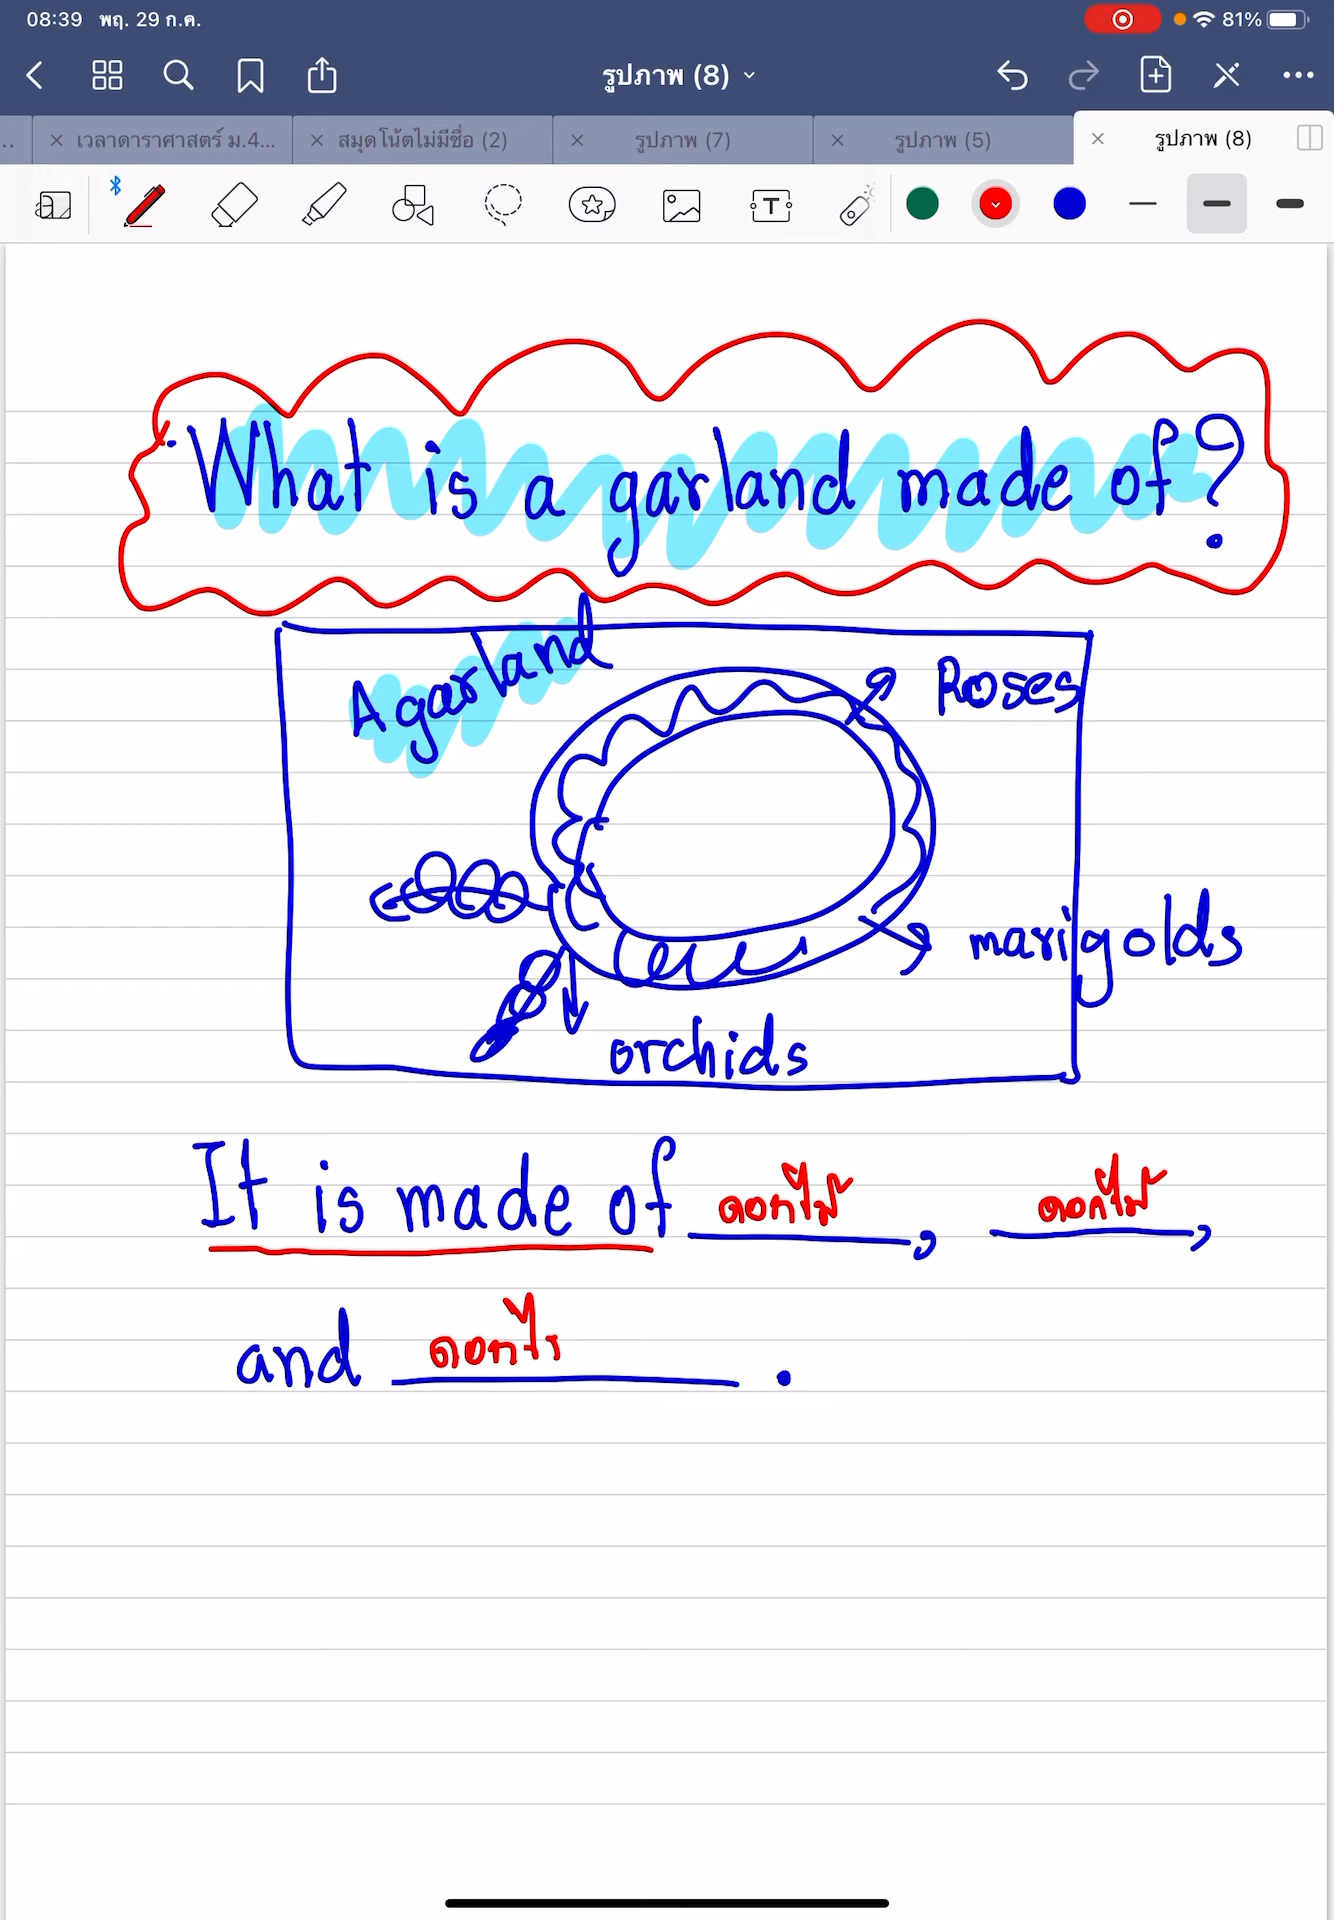 08:39 พฤ. 29 ก.ค. 81%
รูปภาพ (8)
เวลาดาราศาสตร์ ม.4... สมุดโน้ตไม่มีชื่อ (2) รูปภาพ (7) รูปภาพ (5) รูปภาพ (8)
What is a garland made of?
A garland
Roses
marigolds
orchids
It is made of ดอกไม้, ดอกไม้,
and ดอกไ .